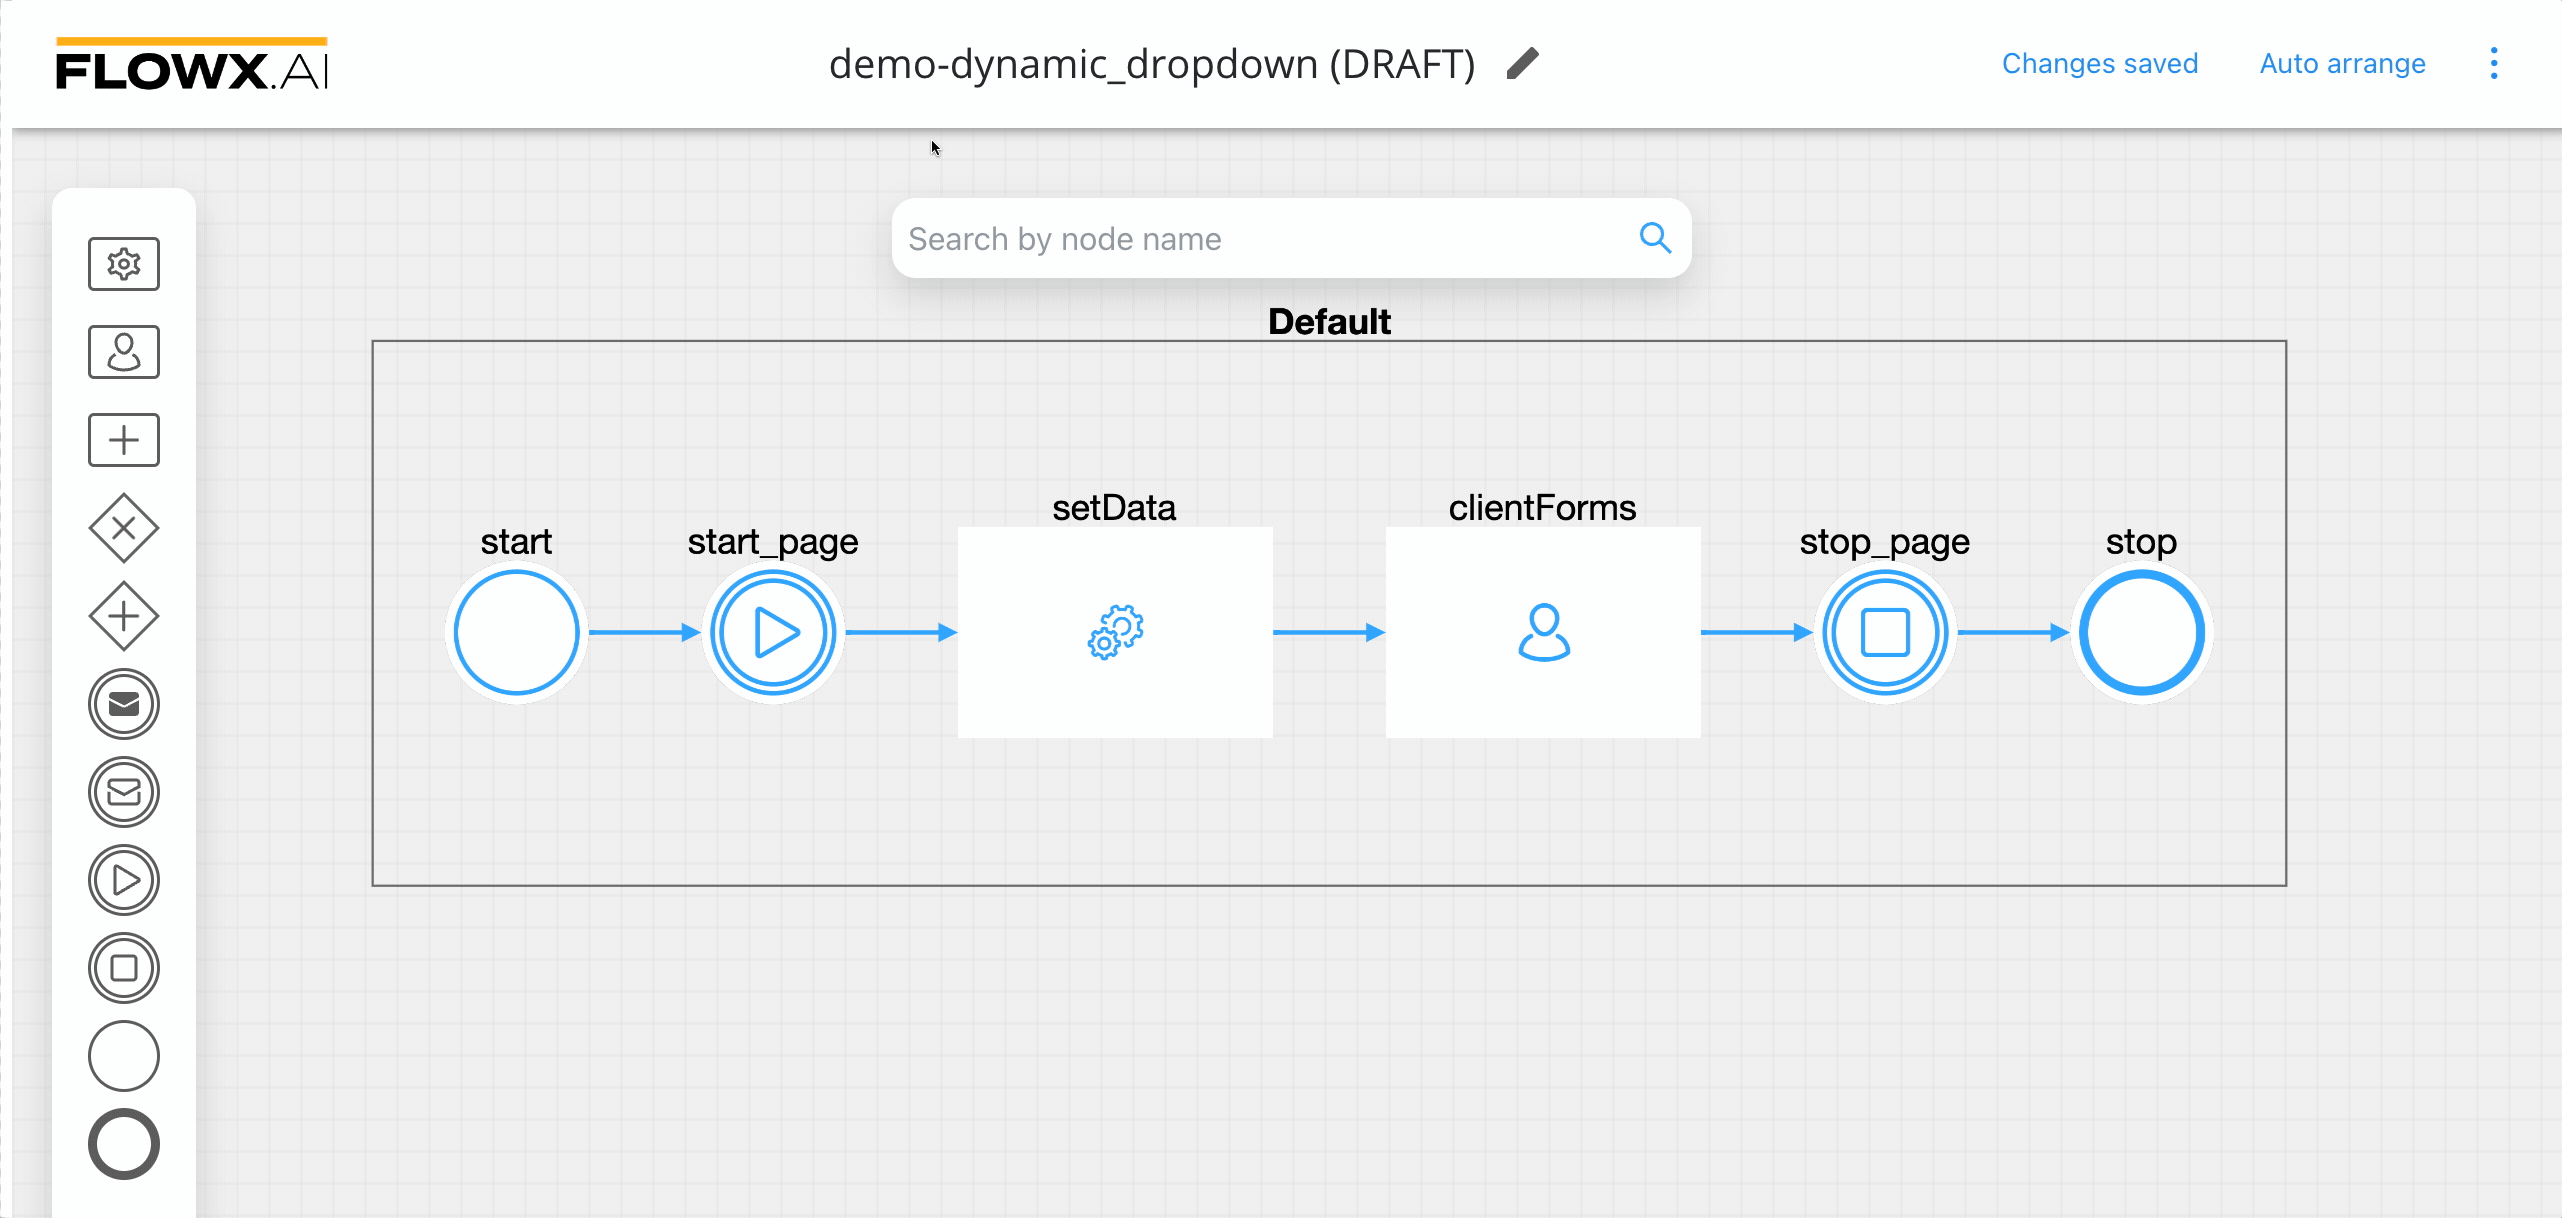 FLOWX.AI
demo-dynamic_dropdown (DRAFT)
Changes saved
Auto arrange
Search by node name
Default
start
start_page
setData
clientForms
stop_page
stop